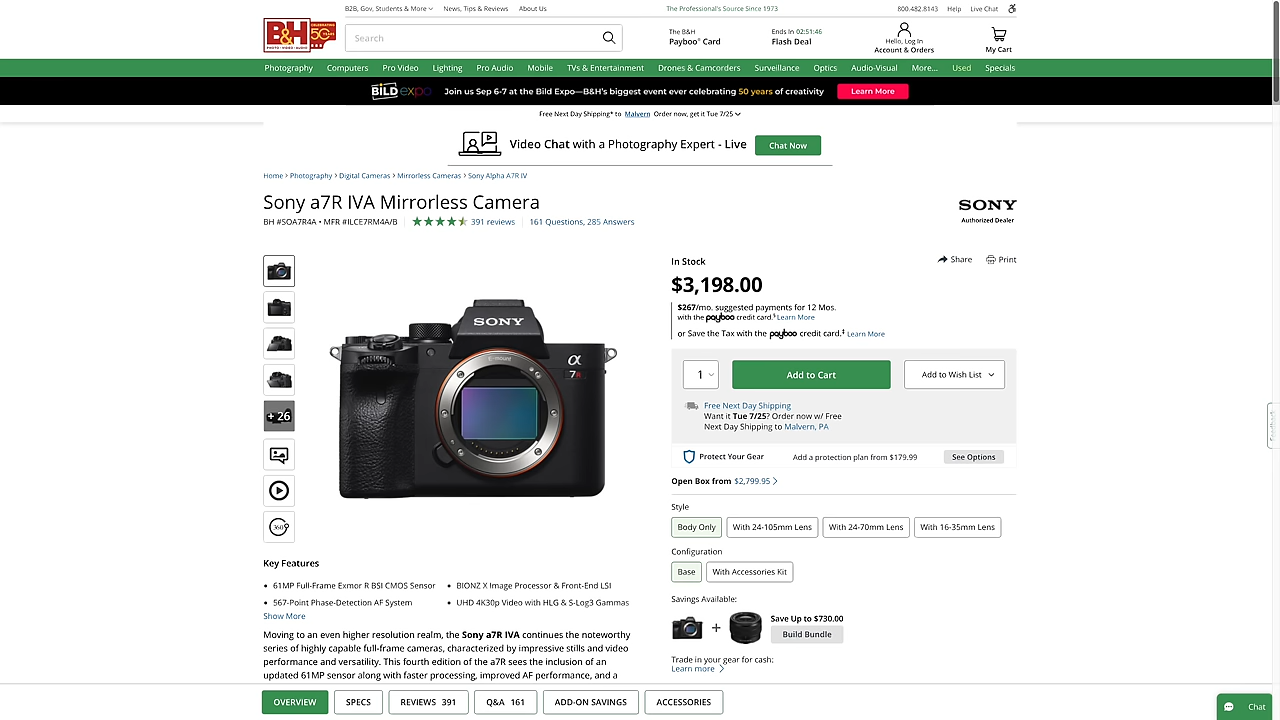 B2B, Gov, Students & More
News, Tips & Reviews
About Us
The Professional's Source Since 1973
800.482.8143
Help
Live Chat
B&H
PHOTO • VIDEO • AUDIO
CELEBRATING
50 YEARS
Search
The B&H
Payboo® Card
Ends In 02:51:46
Flash Deal
Hello, Log In
Account & Orders
My Cart
Photography
Computers
Pro Video
Lighting
Pro Audio
Mobile
TVs & Entertainment
Drones & Camcorders
Surveillance
Optics
Audio-Visual
More...
Used
Specials
BILD expo
Join us Sep 6-7 at the Bild Expo—B&H's biggest event ever celebrating 50 years of creativity
Learn More
Free Next Day Shipping* to Malvern Order now, get it Tue 7/25
Video Chat with a Photography Expert - Live
Chat Now
Home › Photography › Digital Cameras › Mirrorless Cameras › Sony Alpha A7R IV
Sony a7R IVA Mirrorless Camera
BH #SOA7R4A • MFR #ILCE7RM4A/B
391 reviews
161 Questions, 285 Answers
SONY
Authorized Dealer
+ 26
360°
SONY
E-mount
α
7R
In Stock
Share
Print
$3,198.00
$267/mo. suggested payments for 12 Mos.
with the payboo credit card.§ Learn More
or Save the Tax with the payboo credit card.‡ Learn More
1
Add to Cart
Add to Wish List
Free Next Day Shipping
Want it Tue 7/25? Order now w/ Free
Next Day Shipping to Malvern, PA
Protect Your Gear
Add a protection plan from $179.99
See Options
Open Box from $2,799.95
Style
Body Only
With 24-105mm Lens
With 24-70mm Lens
With 16-35mm Lens
Configuration
Base
With Accessories Kit
Savings Available:
+
Save Up to $730.00
Build Bundle
Trade in your gear for cash:
Learn more
Key Features
• 61MP Full-Frame Exmor R BSI CMOS Sensor
• BIONZ X Image Processor & Front-End LSI
• 567-Point Phase-Detection AF System
• UHD 4K30p Video with HLG & S-Log3 Gammas
Show More
Moving to an even higher resolution realm, the Sony a7R IVA continues the noteworthy
series of highly capable full-frame cameras, characterized by impressive stills and video
performance and versatility. This fourth edition of the a7R sees the inclusion of an
updated 61MP sensor along with faster processing, improved AF performance, and a
OVERVIEW
SPECS
REVIEWS 391
Q&A 161
ADD-ON SAVINGS
ACCESSORIES
Chat